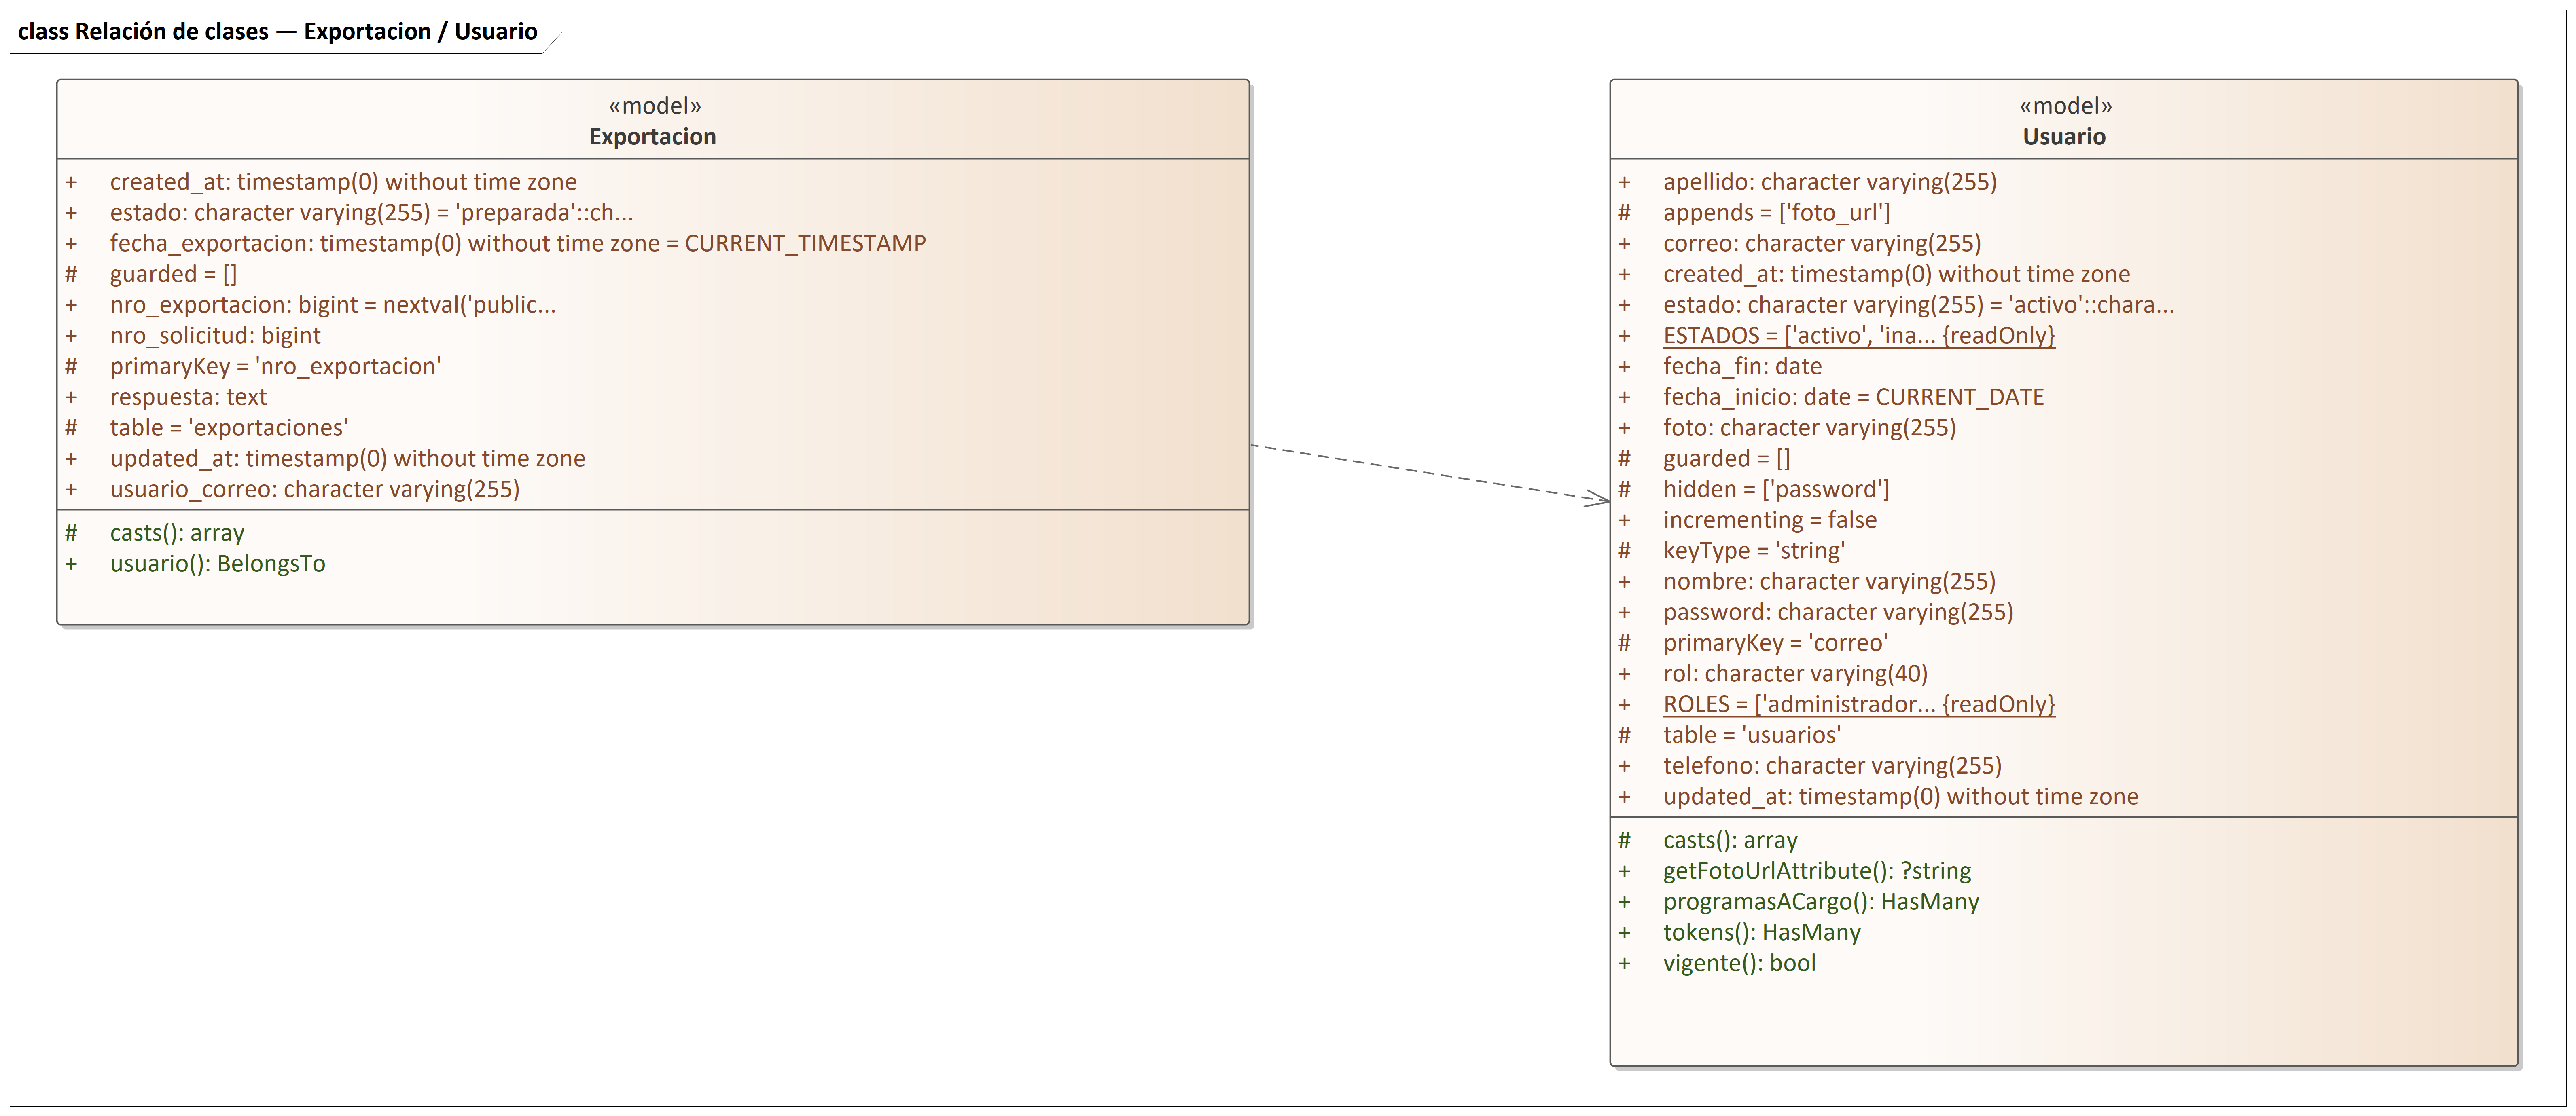 class Relación de clases — Exportacion / Usuario
«model»
Exportacion
+ created_at: timestamp(0) without time zone
+ estado: character varying(255) = 'preparada'::ch...
+ fecha_exportacion: timestamp(0) without time zone = CURRENT_TIMESTAMP
# guarded = []
+ nro_exportacion: bigint = nextval('public...
+ nro_solicitud: bigint
# primaryKey = 'nro_exportacion'
+ respuesta: text
# table = 'exportaciones'
+ updated_at: timestamp(0) without time zone
+ usuario_correo: character varying(255)
# casts(): array
+ usuario(): BelongsTo
«model»
Usuario
+ apellido: character varying(255)
# appends = ['foto_url']
+ correo: character varying(255)
+ created_at: timestamp(0) without time zone
+ estado: character varying(255) = 'activo'::chara...
+ ESTADOS = ['activo', 'ina... {readOnly}
+ fecha_fin: date
+ fecha_inicio: date = CURRENT_DATE
+ foto: character varying(255)
# guarded = []
# hidden = ['password']
+ incrementing = false
# keyType = 'string'
+ nombre: character varying(255)
+ password: character varying(255)
# primaryKey = 'correo'
+ rol: character varying(40)
+ ROLES = ['administrador... {readOnly}
# table = 'usuarios'
+ telefono: character varying(255)
+ updated_at: timestamp(0) without time zone
# casts(): array
+ getFotoUrlAttribute(): ?string
+ programasACargo(): HasMany
+ tokens(): HasMany
+ vigente(): bool